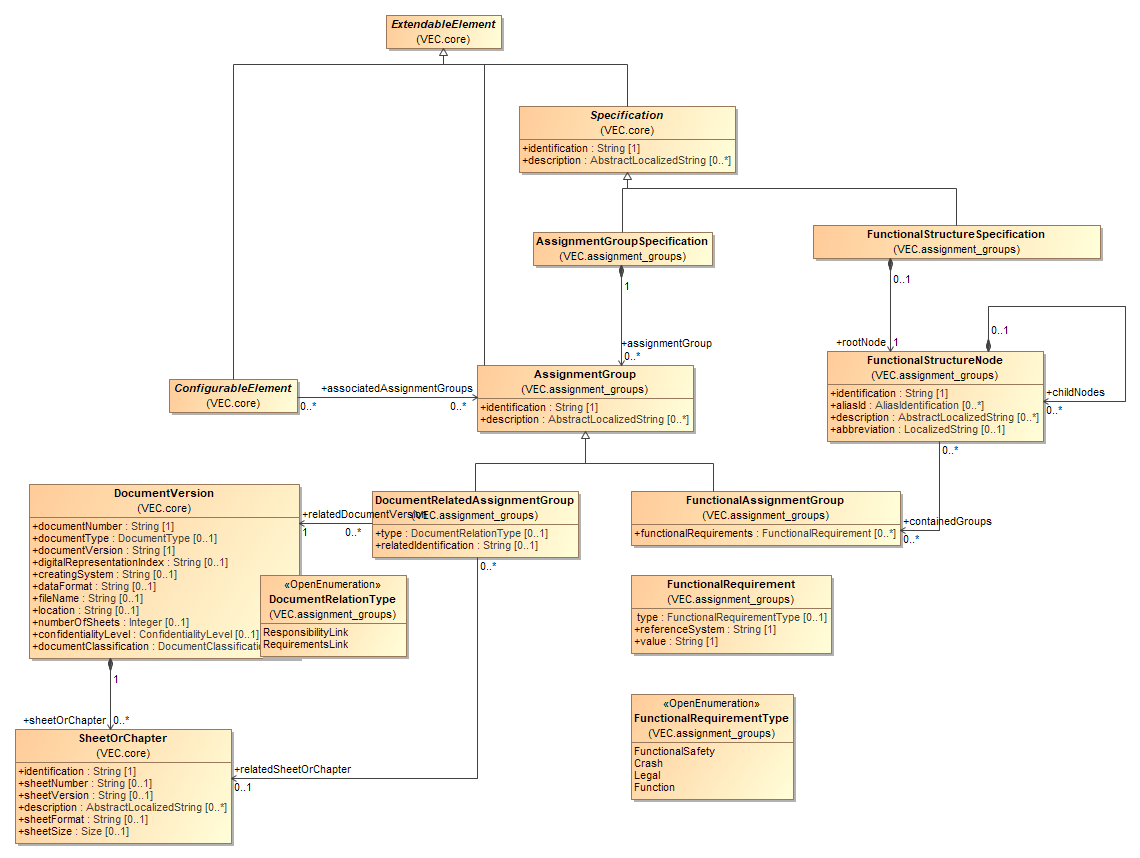 ExtendableElement
(VEC.core)
Specification
(VEC.core)
+identification : String [1]
+description : AbstractLocalizedString [0..*]
AssignmentGroupSpecification
(VEC.assignment_groups)
1
+assignmentGroup
0..*
FunctionalStructureSpecification
(VEC.assignment_groups)
0..1
+rootNode
1
0..1
+childNodes
0..*
FunctionalStructureNode
(VEC.assignment_groups)
+identification : String [1]
+aliasId : AliasIdentification [0..*]
+description : AbstractLocalizedString [0..*]
+abbreviation : LocalizedString [0..1]
0..*
+containedGroups
0..*
ConfigurableElement
(VEC.core)
+associatedAssignmentGroups
0..*
0..*
AssignmentGroup
(VEC.assignment_groups)
+identification : String [1]
+description : AbstractLocalizedString [0..*]
DocumentVersion
(VEC.core)
+documentNumber : String [1]
+documentType : DocumentType [0..1]
+documentVersion : String [1]
+digitalRepresentationIndex : String [0..1]
+creatingSystem : String [0..1]
+dataFormat : String [0..1]
+fileName : String [0..1]
+location : String [0..1]
+numberOfSheets : Integer [0..1]
+confidentialityLevel : ConfidentialityLevel [0..1]
+documentClassification : DocumentClassificati
+relatedDocumentVersion
1
0..*
DocumentRelatedAssignmentGroup
(VEC.assignment_groups)
+type : DocumentRelationType [0..1]
+relatedIdentification : String [0..1]
0..*
FunctionalAssignmentGroup
(VEC.assignment_groups)
+functionalRequirements : FunctionalRequirement [0..*]
«OpenEnumeration»
DocumentRelationType
(VEC.assignment_groups)
ResponsibilityLink
RequirementsLink
FunctionalRequirement
(VEC.assignment_groups)
type : FunctionalRequirementType [0..1]
+referenceSystem : String [1]
+value : String [1]
1
+sheetOrChapter
0..*
SheetOrChapter
(VEC.core)
+identification : String [1]
+sheetNumber : String [0..1]
+sheetVersion : String [0..1]
+description : AbstractLocalizedString [0..*]
+sheetFormat : String [0..1]
+sheetSize : Size [0..1]
+relatedSheetOrChapter
0..1
«OpenEnumeration»
FunctionalRequirementType
(VEC.assignment_groups)
FunctionalSafety
Crash
Legal
Function